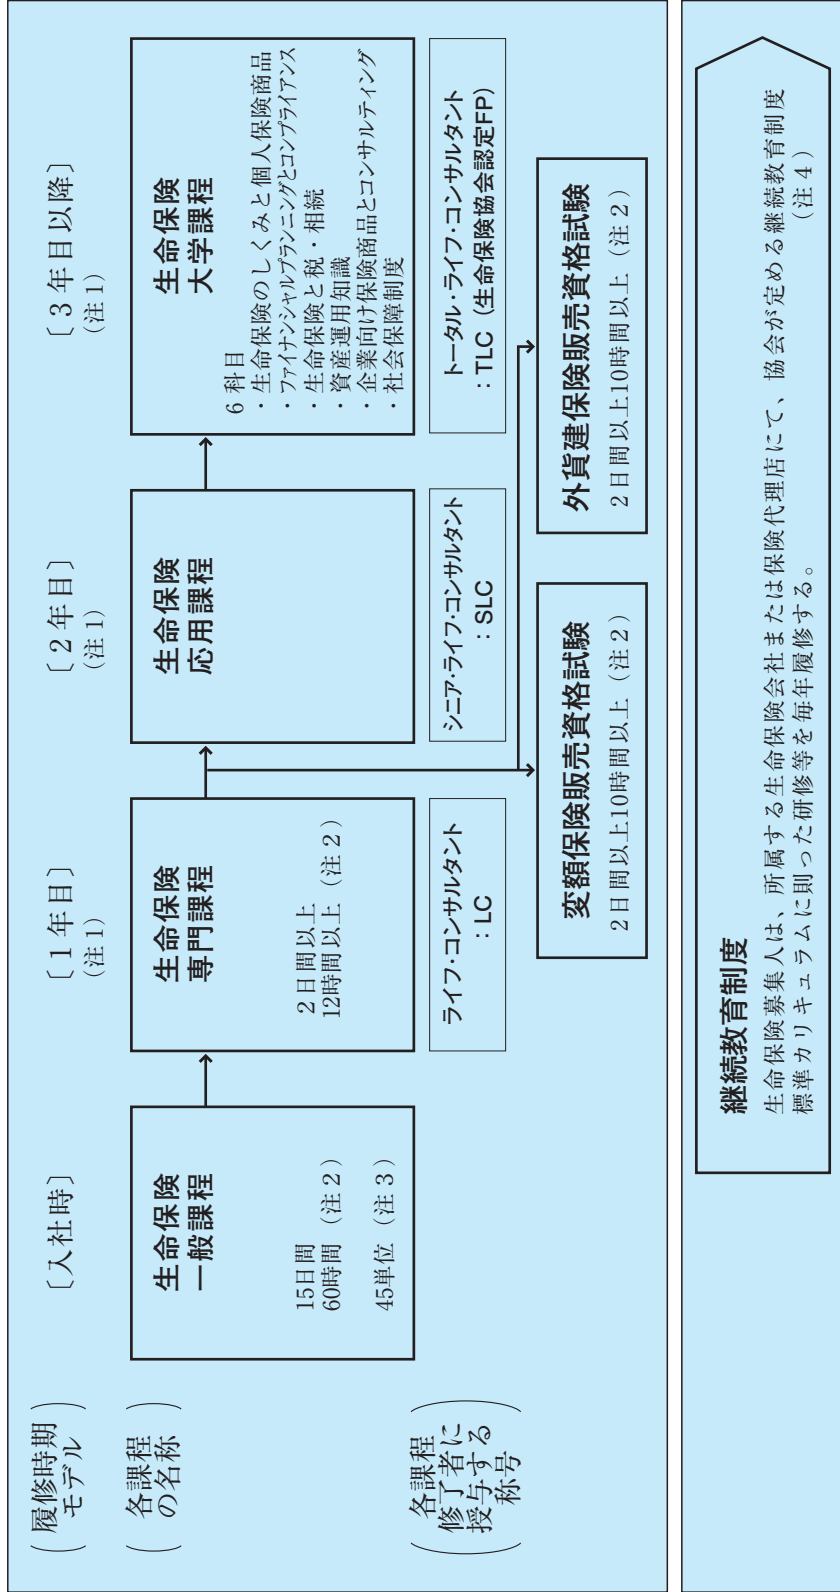 （履修時期
モデル）
〔入社時〕
〔1年目〕
（注1）
〔2年目〕
（注1）
〔3年目以降〕
（注1）
（各課程
の名称）
生命保険
一般課程
15日間
60時間（注2）
45単位（注3）
生命保険
専門課程
2日間以上
12時間以上（注2）
生命保険
応用課程
生命保険
大学課程
6科目
・生命保険のしくみと個人保険商品
・ファイナンシャルプランニングとコンプライアンス
・生命保険と税・相続
・資産運用知識
・企業向け保険商品とコンサルティング
・社会保障制度
（各課程
修了者に
授与する
称号）
ライフ・コンサルタント
：LC
シニア・ライフ・コンサルタント
：SLC
トータル・ライフ・コンサルタント
：TLC（生命保険協会認定FP）
変額保険販売資格試験
2日間以上10時間以上（注2）
外貨建保険販売資格試験
2日間以上10時間以上（注2）
継続教育制度
生命保険募集人は、所属する生命保険会社または保険代理店にて、協会が定める継続教育制度
標準カリキュラムに則った研修等を毎年履修する。
（注4）